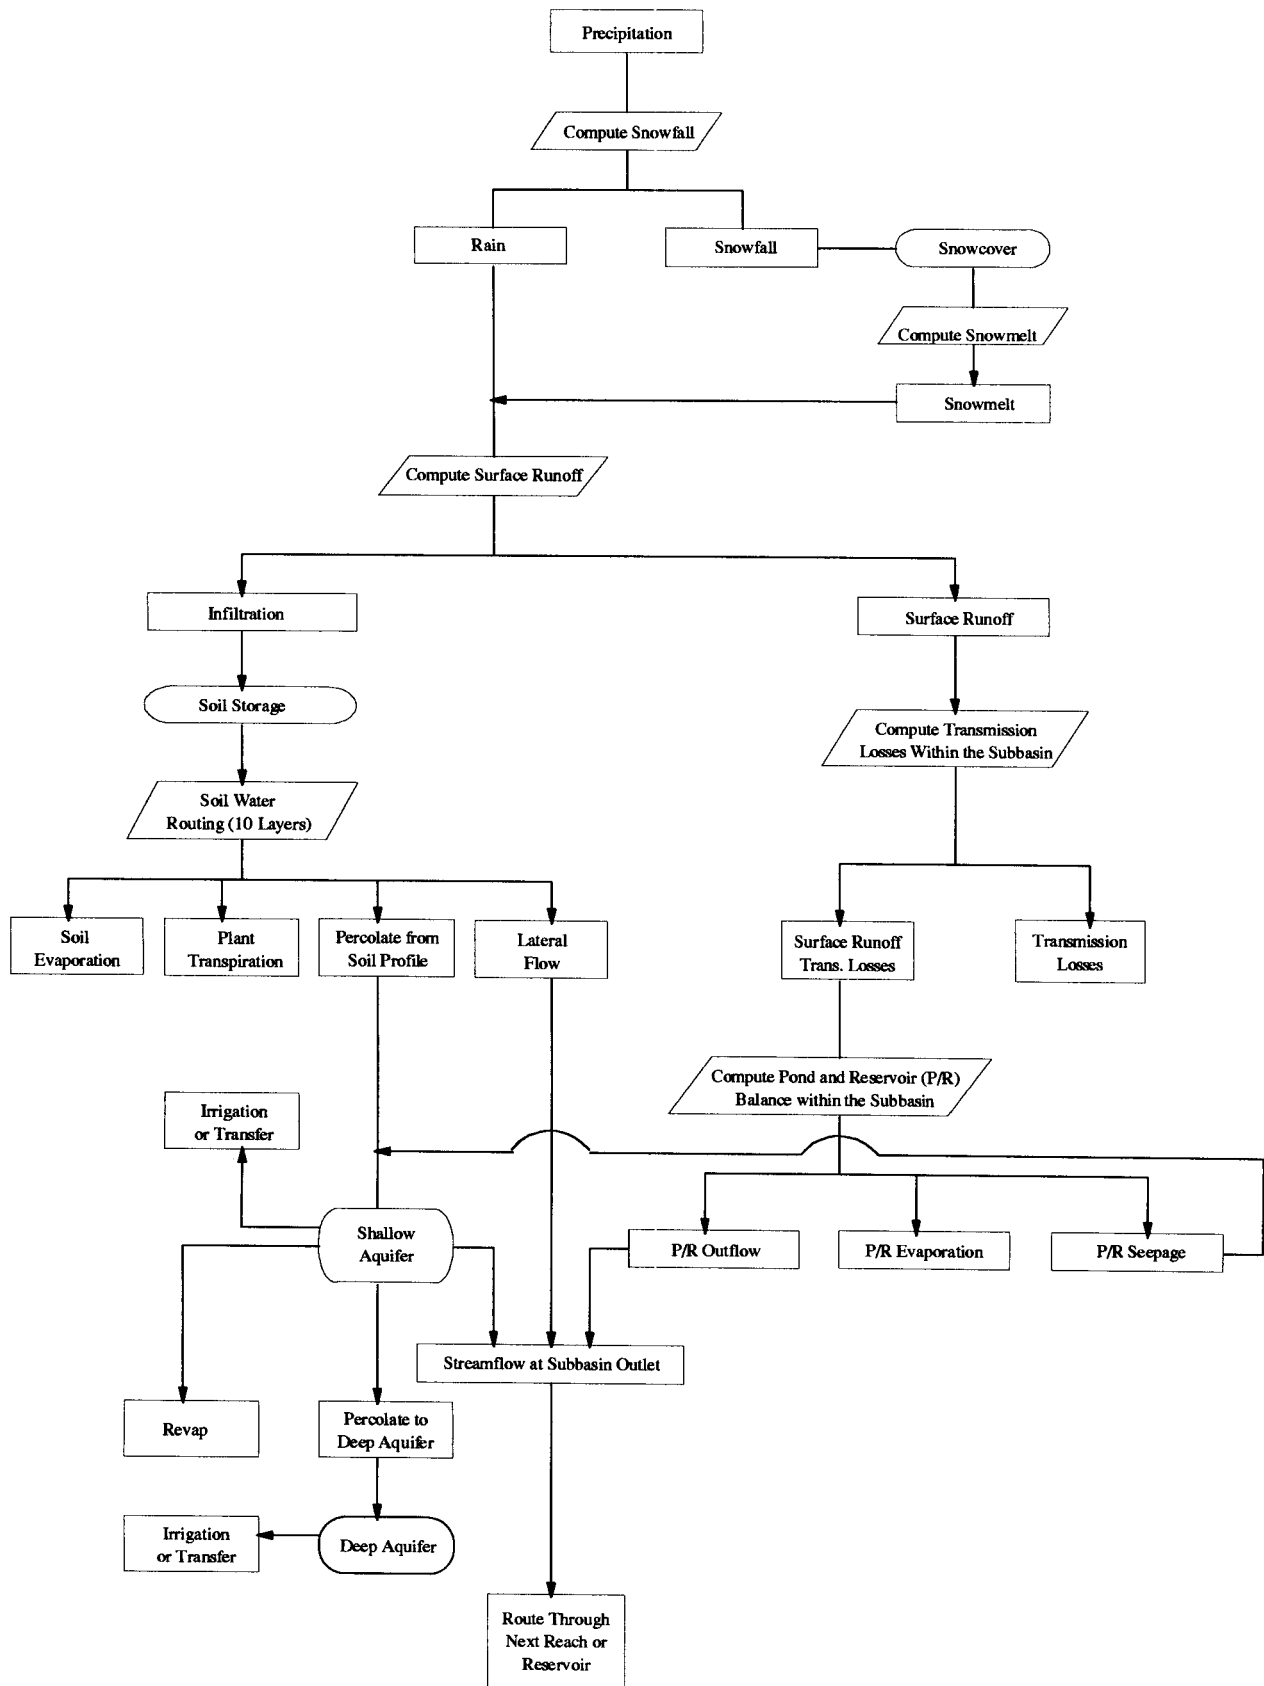 Precipitation
Compute Snowfall
Rain
Snowfall
Snowcover
Compute Snowmelt
Snowmelt
Compute Surface Runoff
Infiltration
Surface Runoff
Soil Storage
Compute Transmission
Losses Within the Subbasin
Soil Water
Routing (10 Layers)
Soil
Evaporation
Plant
Transpiration
Percolate from
Soil Profile
Lateral
Flow
Surface Runoff
Trans. Losses
Transmission
Losses
Compute Pond and Reservoir (P/R)
Balance within the Subbasin
Irrigation
or Transfer
Shallow
Aquifer
P/R Outflow
P/R Evaporation
P/R Seepage
Streamflow at Subbasin Outlet
Revap
Percolate to
Deep Aquifer
Irrigation
or Transfer
Deep Aquifer
Route Through
Next Reach or
Reservoir